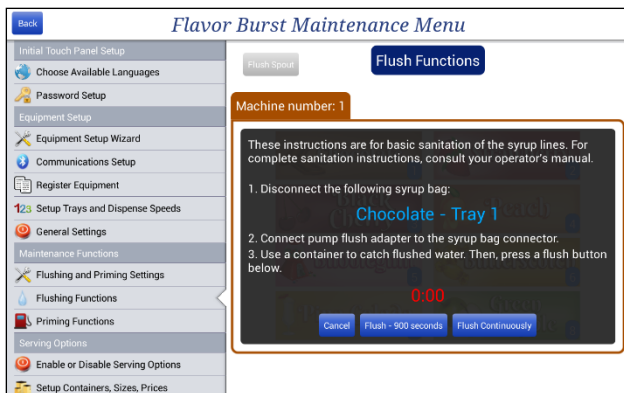 Back
Flavor Burst Maintenance Menu
Initial Touch Panel Setup
Choose Available Languages
Password Setup
Equipment Setup
Equipment Setup Wizard
Communications Setup
Register Equipment
123 Setup Trays and Dispense Speeds
General Settings
Maintenance Functions
Flushing and Priming Settings
Flushing Functions
Priming Functions
Serving Options
Enable or Disable Serving Options
Setup Containers, Sizes, Prices
Flush Spout
Flush Functions
Machine number: 1
These instructions are for basic sanitation of the syrup lines. For
complete sanitation instructions, consult your operator's manual.
1. Disconnect the following syrup bag:
Chocolate - Tray 1
2. Connect pump flush adapter to the syrup bag connector.
3. Use a container to catch flushed water. Then, press a flush button
below.
0:00
Cancel
Flush - 900 seconds
Flush Continuously